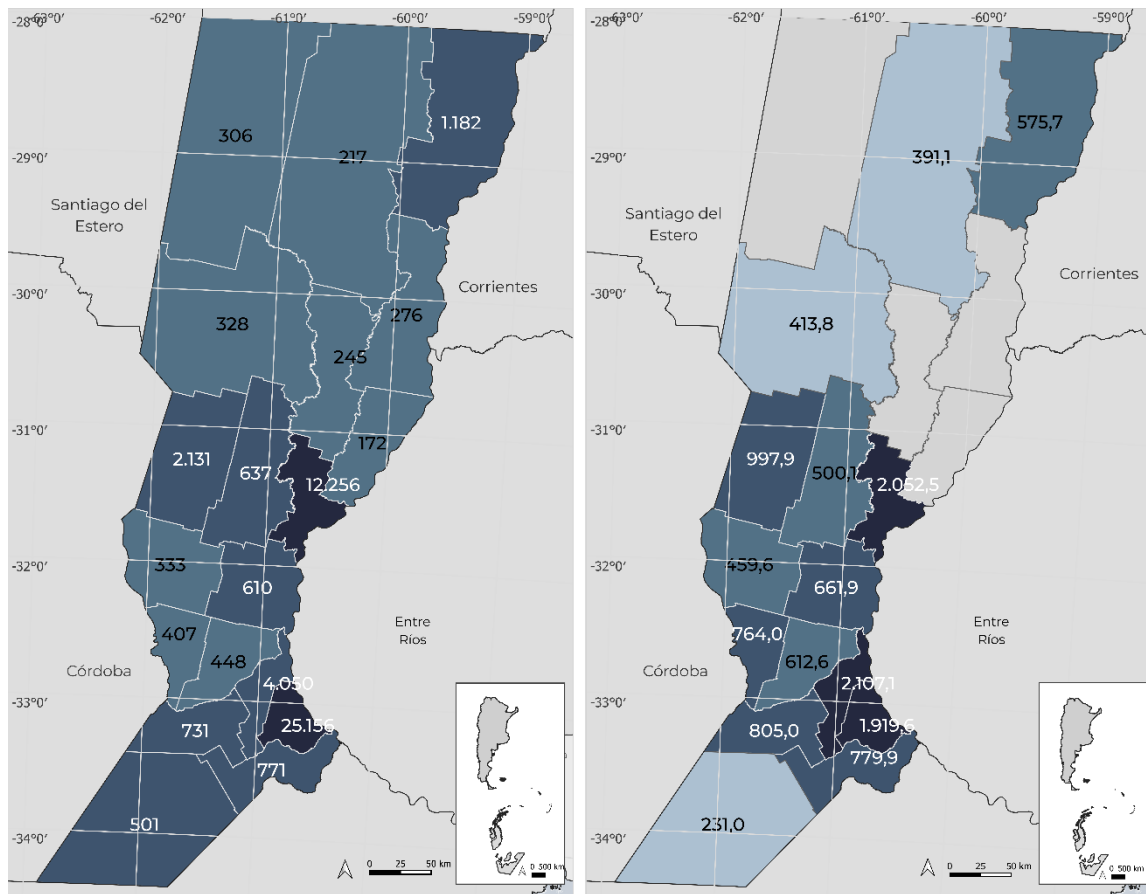 -62°0′ -61°0′ -60°0′ -59°0′
-28°0′
306
1.182
217
-29°0′
Santiago del
Estero
-30°0′
Corrientes
328
276
245
-31°0′
2.131
637
172
12.256
-32°0′
333
610
407
Entre
Ríos
Córdoba
448
-33°0′
4.050
731
25.156
771
501
-34°0′
0 25 50 km
0 500 km
-63°0′ -62°0′ -61°0′ -60°0′ -59°0′
-28°0′
575,7
391,1
-29°0′
Santiago del
Estero
-30°0′
Corrientes
413,8
-31°0′
997,9
500,1
2.052,5
-32°0′
459,6
661,9
764,0
Entre
Ríos
Córdoba
612,6
-33°0′
2.107,1
805,0
1.919,6
779,9
231,0
-34°0′
0 25 50 km
0 500 km